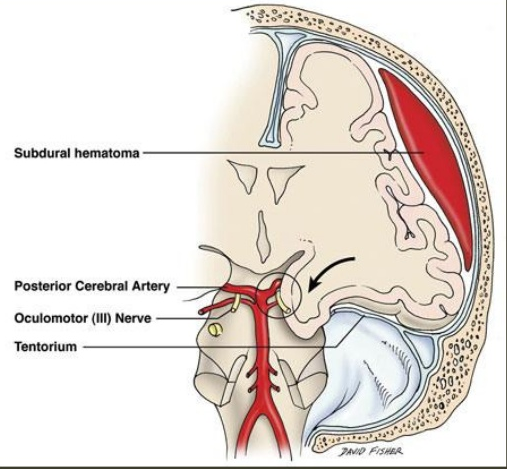 Subdural hematoma
Posterior Cerebral Artery
Oculomotor (III) Nerve
Tentorium
DAVID FISHER